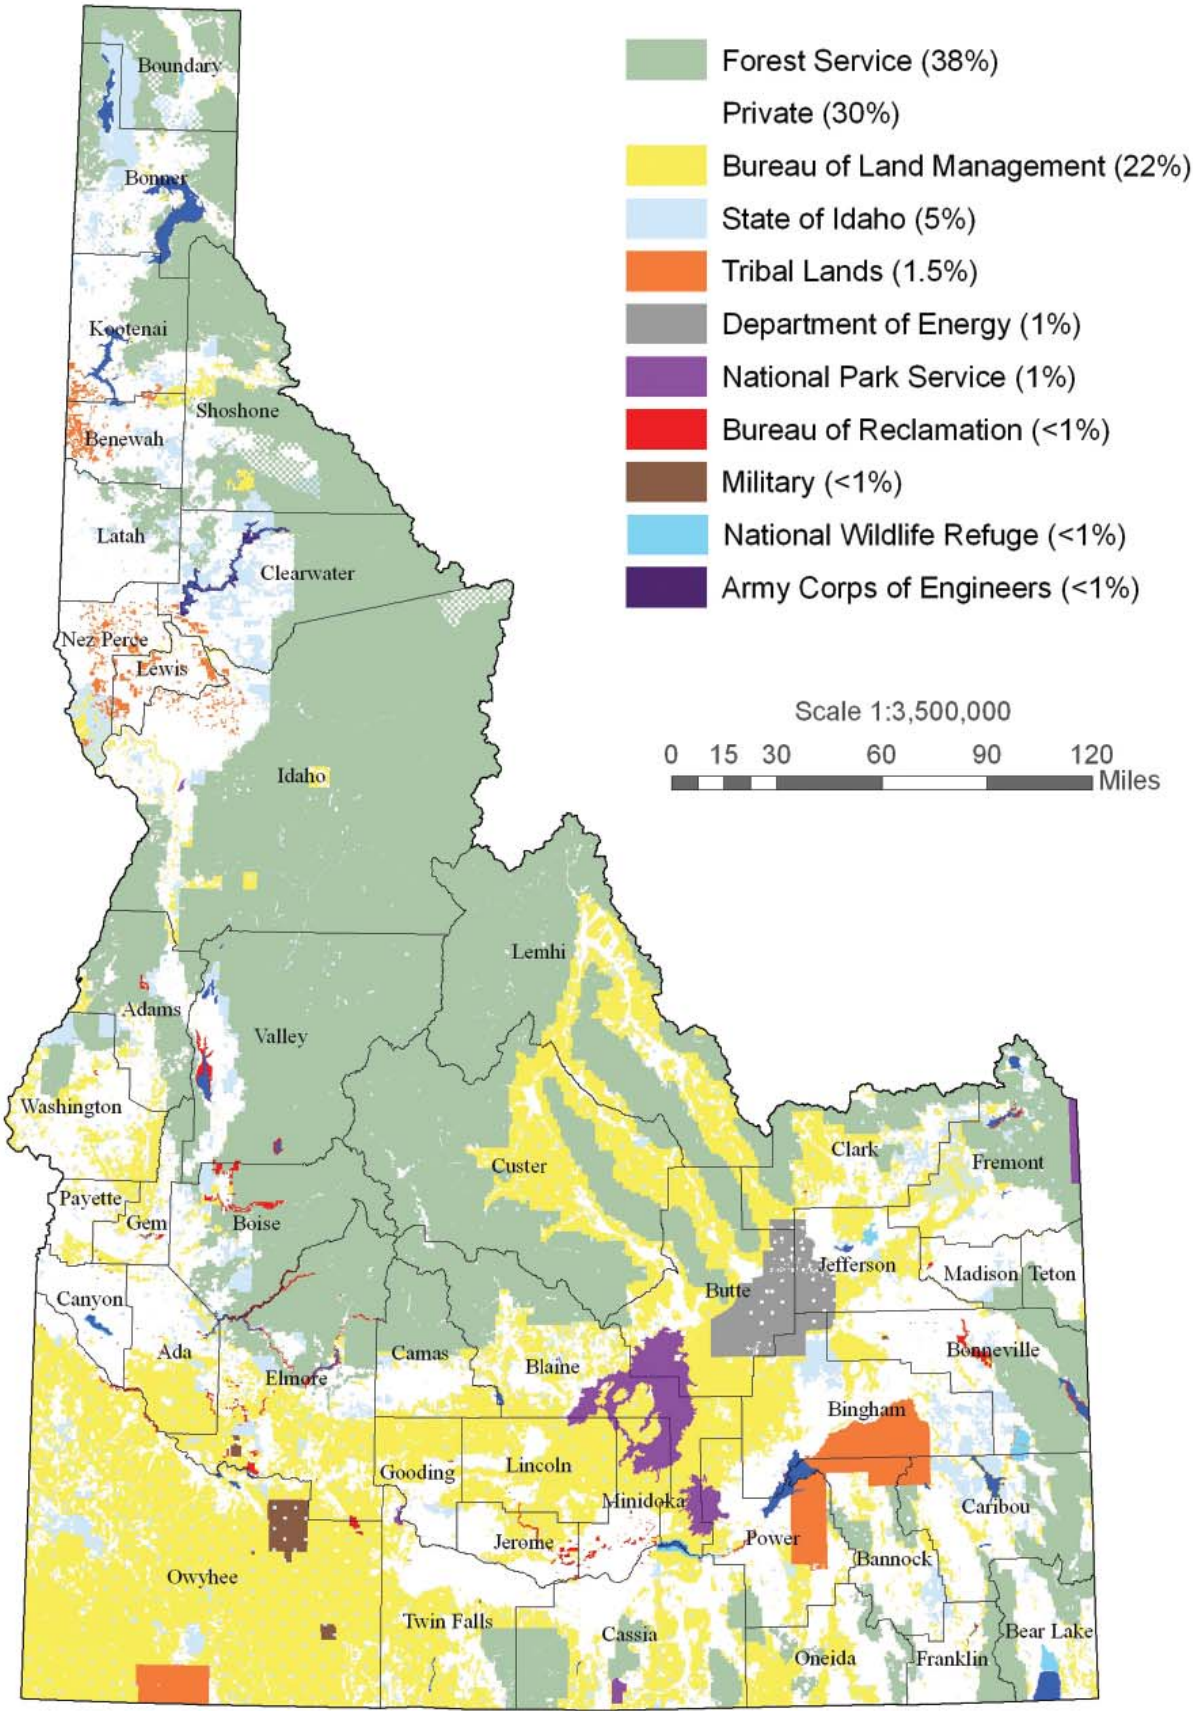 Forest Service (38%)
Private (30%)
Bureau of Land Management (22%)
State of Idaho (5%)
Tribal Lands (1.5%)
Department of Energy (1%)
National Park Service (1%)
Bureau of Reclamation (<1%)
Military (<1%)
National Wildlife Refuge (<1%)
Army Corps of Engineers (<1%)
Scale 1:3,500,000
0 15 30 60 90 120
Miles
Boundary
Bonner
Kootenai
Shoshone
Benewah
Latah
Clearwater
Nez Perce
Lewis
Idaho
Lemhi
Adams
Valley
Washington
Custer
Clark
Fremont
Payette
Gem
Boise
Jefferson
Madison
Teton
Butte
Canyon
Ada
Camas
Blaine
Bonneville
Elmore
Bingham
Gooding
Lincoln
Minidoka
Caribou
Jerome
Power
Bannock
Owyhee
Twin Falls
Cassia
Bear Lake
Oneida
Franklin